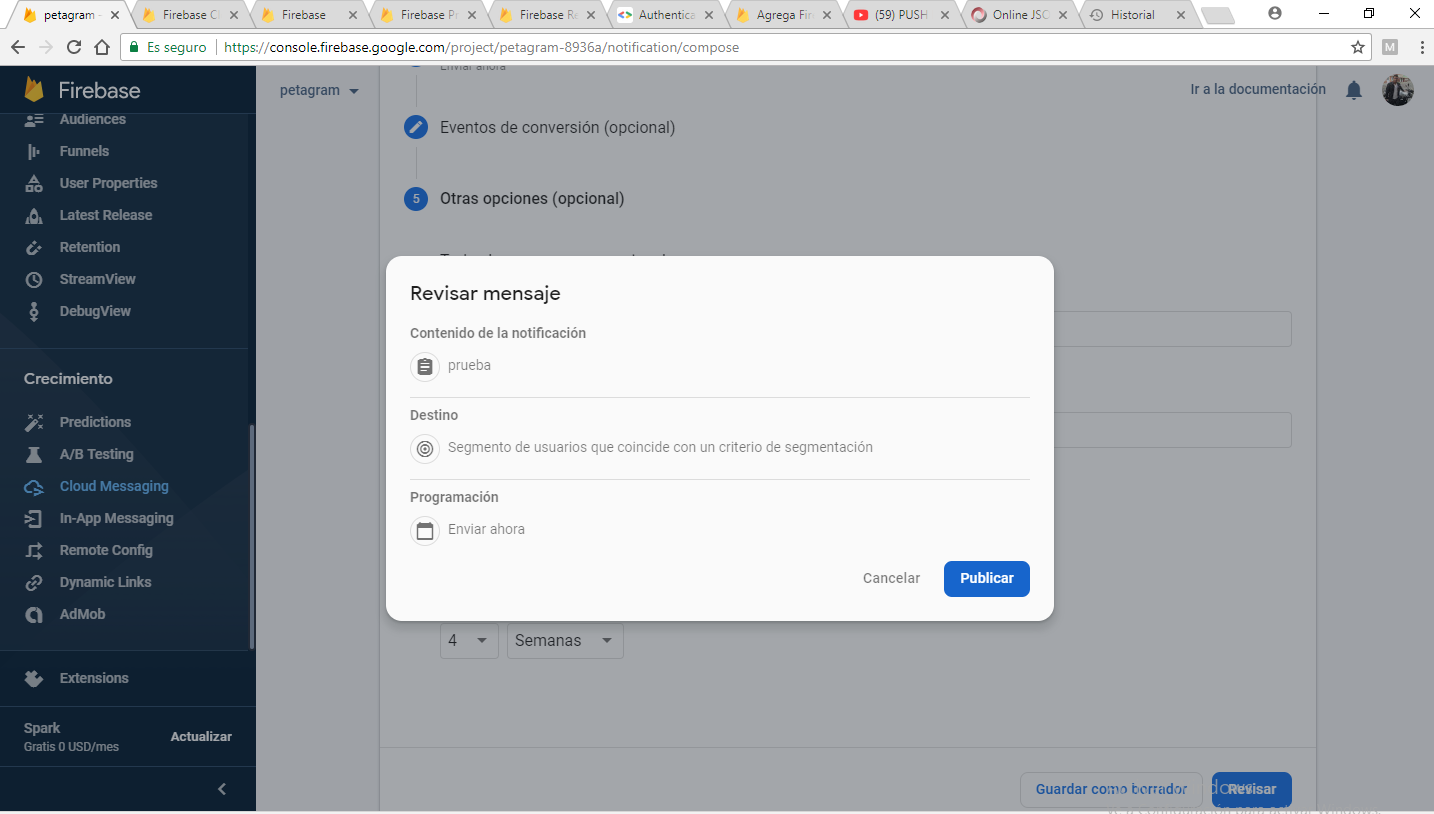 petagram -
Firebase Cl
Firebase
Firebase Pr
Firebase Re
Authentica
Agrega Fir
(59) PUSH
Online JSC
Historial
Es seguro
https://console.firebase.google.com/project/petagram-8936a/notification/compose
M
Firebase
petagram
Enviar ahora
Ir a la documentación
Audiences
Funnels
User Properties
Latest Release
Retention
StreamView
DebugView
Crecimiento
Predictions
A/B Testing
Cloud Messaging
In-App Messaging
Remote Config
Dynamic Links
AdMob
Extensions
Spark
Gratis 0 USD/mes
Actualizar
Eventos de conversión (opcional)
5
Otras opciones (opcional)
Revisar mensaje
Contenido de la notificación
prueba
Destino
Segmento de usuarios que coincide con un criterio de segmentación
Programación
Enviar ahora
Cancelar
Publicar
4
Semanas
Guardar como borrador
Revisar